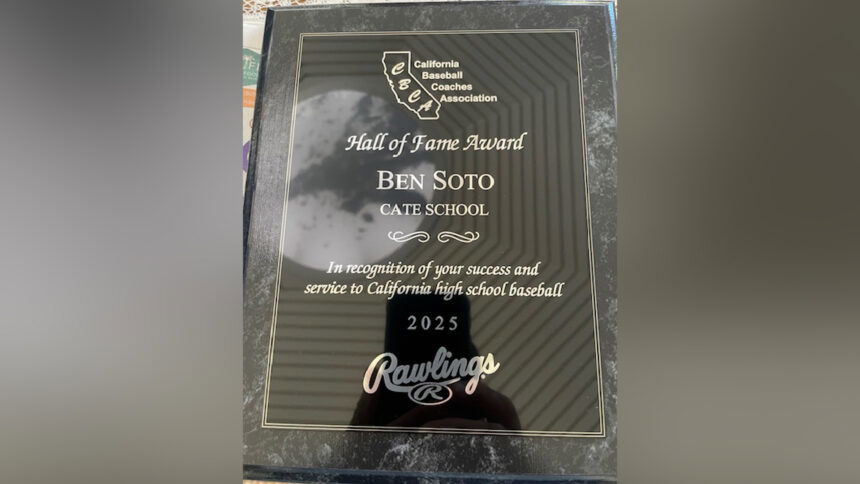 California
Baseball
Coaches
Association
CBCA
Hall of Fame Award
BEN SOTO
CATE SCHOOL
In recognition of your success and
service to California high school baseball
2025
Rawlings
R